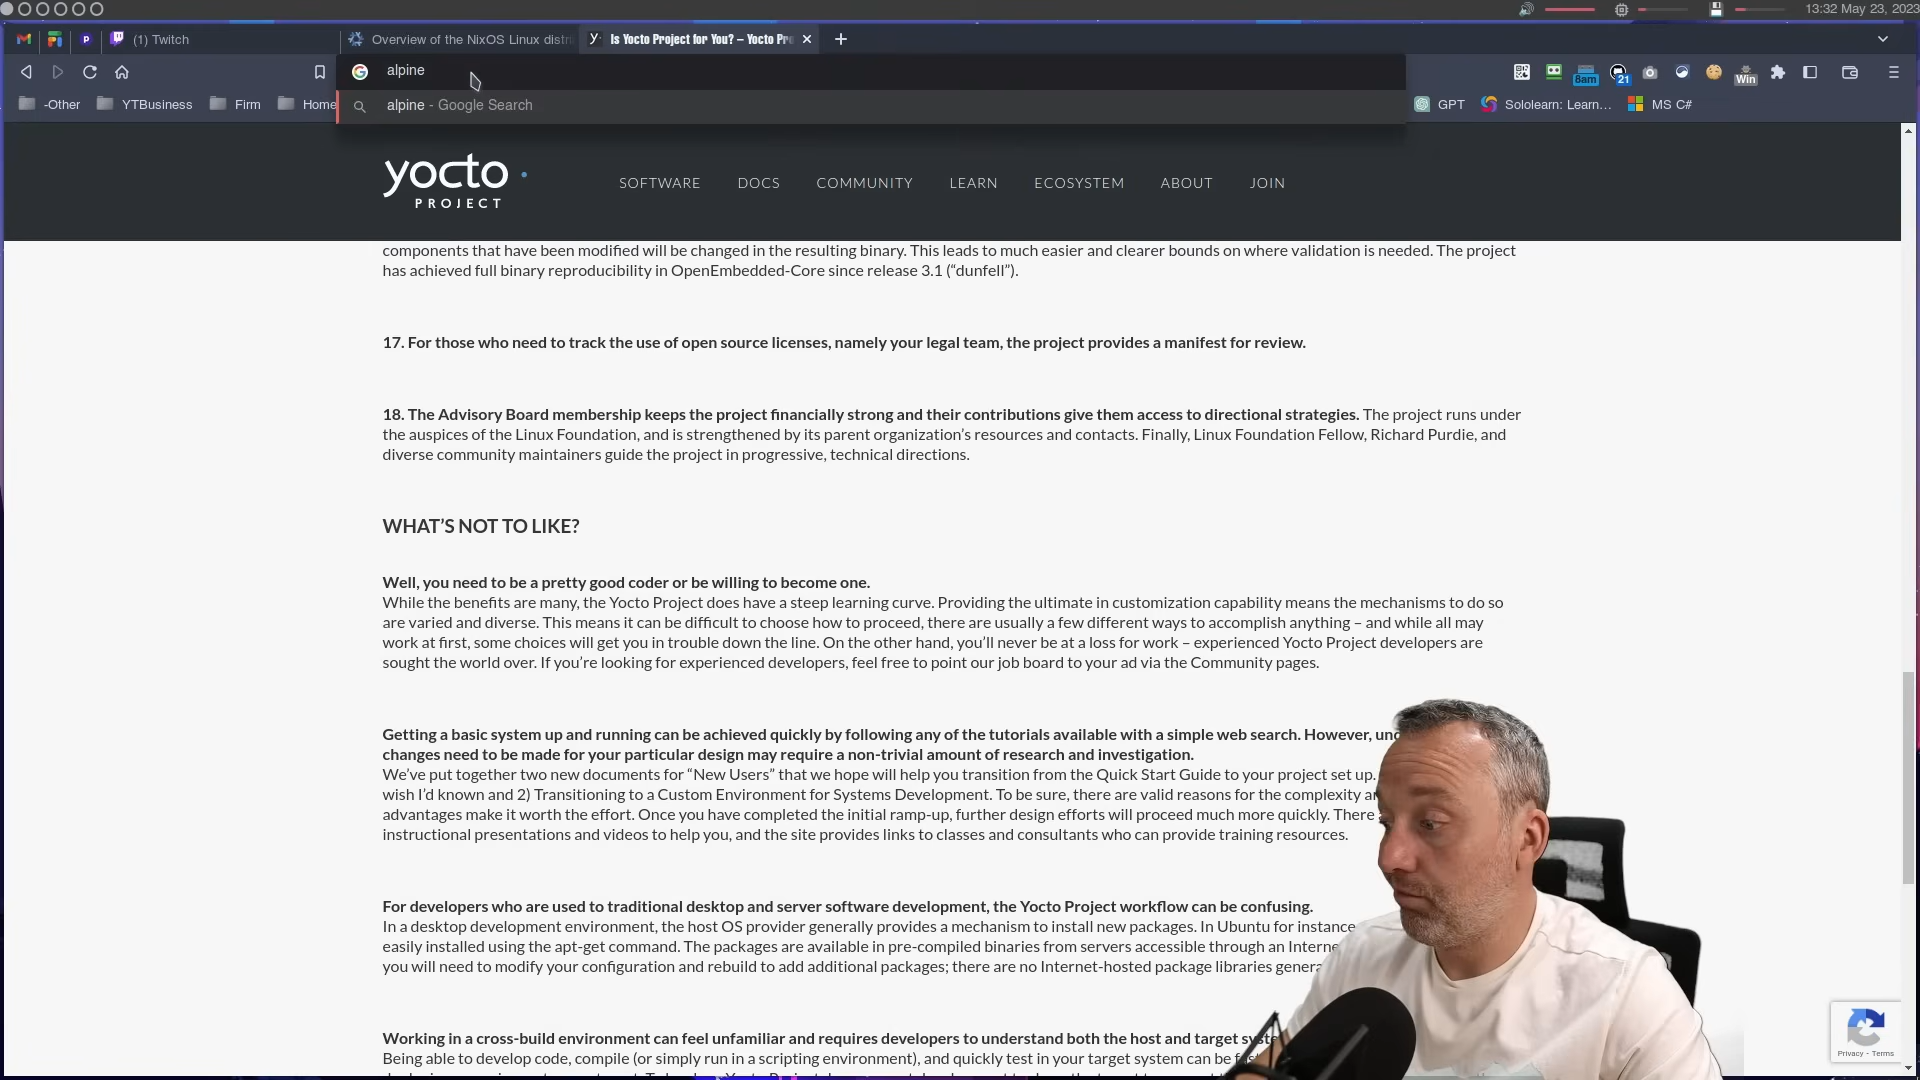 13:32 May 23, 2023
(1) Twitch
Overview of the NixOS Linux distri
Is Yocto Project for You? – Yocto Pr
alpine
8am
21
Win
-Other
YTBusiness
Firm
Home
alpine - Google Search
GPT
Sololearn: Learn...
MS C#
yocto
PROJECT
SOFTWARE
DOCS
COMMUNITY
LEARN
ECOSYSTEM
ABOUT
JOIN
components that have been modified will be changed in the resulting binary. This leads to much easier and clearer bounds on where validation is needed. The project
has achieved full binary reproducibility in OpenEmbedded-Core since release 3.1 (“dunfell”).
17. For those who need to track the use of open source licenses, namely your legal team, the project provides a manifest for review.
18. The Advisory Board membership keeps the project financially strong and their contributions give them access to directional strategies. The project runs under
the auspices of the Linux Foundation, and is strengthened by its parent organization’s resources and contacts. Finally, Linux Foundation Fellow, Richard Purdie, and
diverse community maintainers guide the project in progressive, technical directions.
WHAT’S NOT TO LIKE?
Well, you need to be a pretty good coder or be willing to become one.
While the benefits are many, the Yocto Project does have a steep learning curve. Providing the ultimate in customization capability means the mechanisms to do so
are varied and diverse. This means it can be difficult to choose how to proceed, there are usually a few different ways to accomplish anything – and while all may
work at first, some choices will get you in trouble down the line. On the other hand, you’ll never be at a loss for work – experienced Yocto Project developers are
sought the world over. If you’re looking for experienced developers, feel free to point our job board to your ad via the Community pages.
Getting a basic system up and running can be achieved quickly by following any of the tutorials available with a simple web search. However,
changes need to be made for your particular design may require a non-trivial amount of research and investigation.
We’ve put together two new documents for “New Users” that we hope will help you transition from the Quick Start Guide to your project set up.
wish I’d known and 2) Transitioning to a Custom Environment for Systems Development. To be sure, there are valid reasons for the complexity
advantages make it worth the effort. Once you have completed the initial ramp-up, further design efforts will proceed much more quickly. There
instructional presentations and videos to help you, and the site provides links to classes and consultants who can provide training resources.
For developers who are used to traditional desktop and server software development, the Yocto Project workflow can be confusing.
In a desktop development environment, the host OS provider generally provides a mechanism to install new packages. In Ubuntu for instance
easily installed using the apt-get command. The packages are available in pre-compiled binaries from servers accessible through an
you will need to modify your configuration and rebuild to add additional packages; there are no Internet-hosted package libraries
Working in a cross-build environment can feel unfamiliar and requires developers to understand both the host and target
Being able to develop code, compile (or simply run in a scripting environment), and quickly test in your target system can be
Privacy - Terms